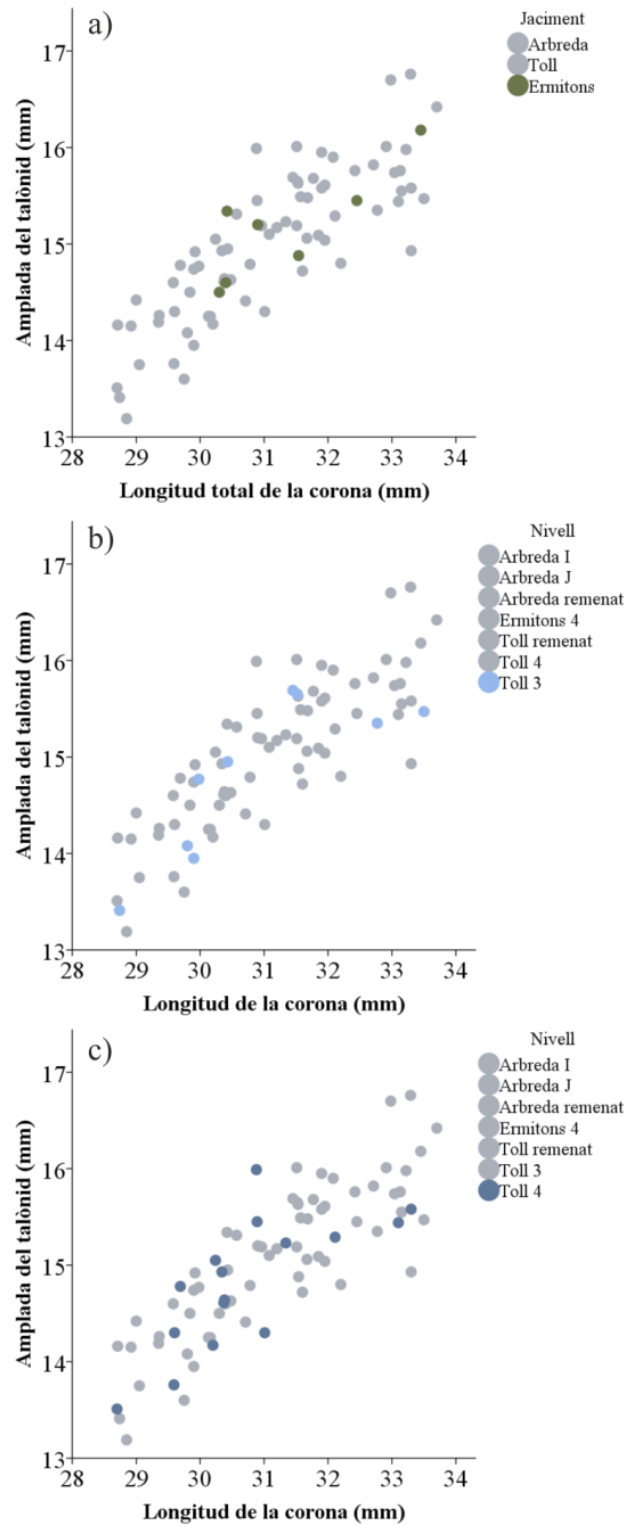 a)
Jaciment
Arbreda
Toll
Ermitons
Amplada del talònid (mm)
17
16
15
14
13
28 29 30 31 32 33 34
Longitud total de la corona (mm)
b)
Nivell
Arbreda I
Arbreda J
Arbreda remenat
Ermitons 4
Toll remenat
Toll 4
Toll 3
Amplada del talònid (mm)
17
16
15
14
13
28 29 30 31 32 33 34
Longitud de la corona (mm)
c)
Nivell
Arbreda I
Arbreda J
Arbreda remenat
Ermitons 4
Toll remenat
Toll 3
Toll 4
Amplada del talònid (mm)
17
16
15
14
13
28 29 30 31 32 33 34
Longitud de la corona (mm)